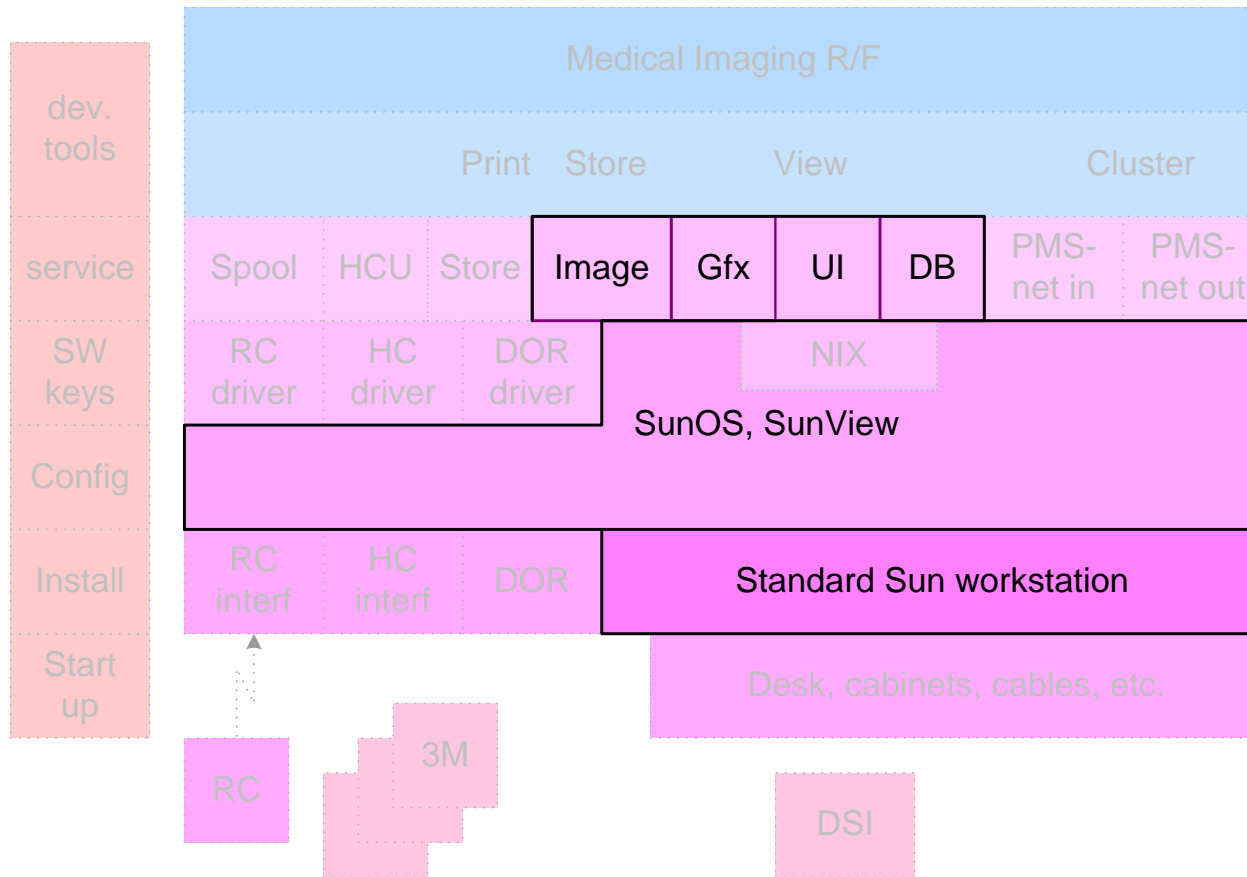 Medical Imaging R/F
dev.
tools
Print Store View Cluster
service
Spool HCU Store Image Gfx UI DB
PMS-
net in
PMS-
net out
SW
keys
RC
driver
HC
driver
DOR
driver
NIX
SunOS, SunView
Config
Install
RC
interf
HC
interf
DOR
Standard Sun workstation
Start
up
Desk, cabinets, cables, etc.
RC
3M
DSI